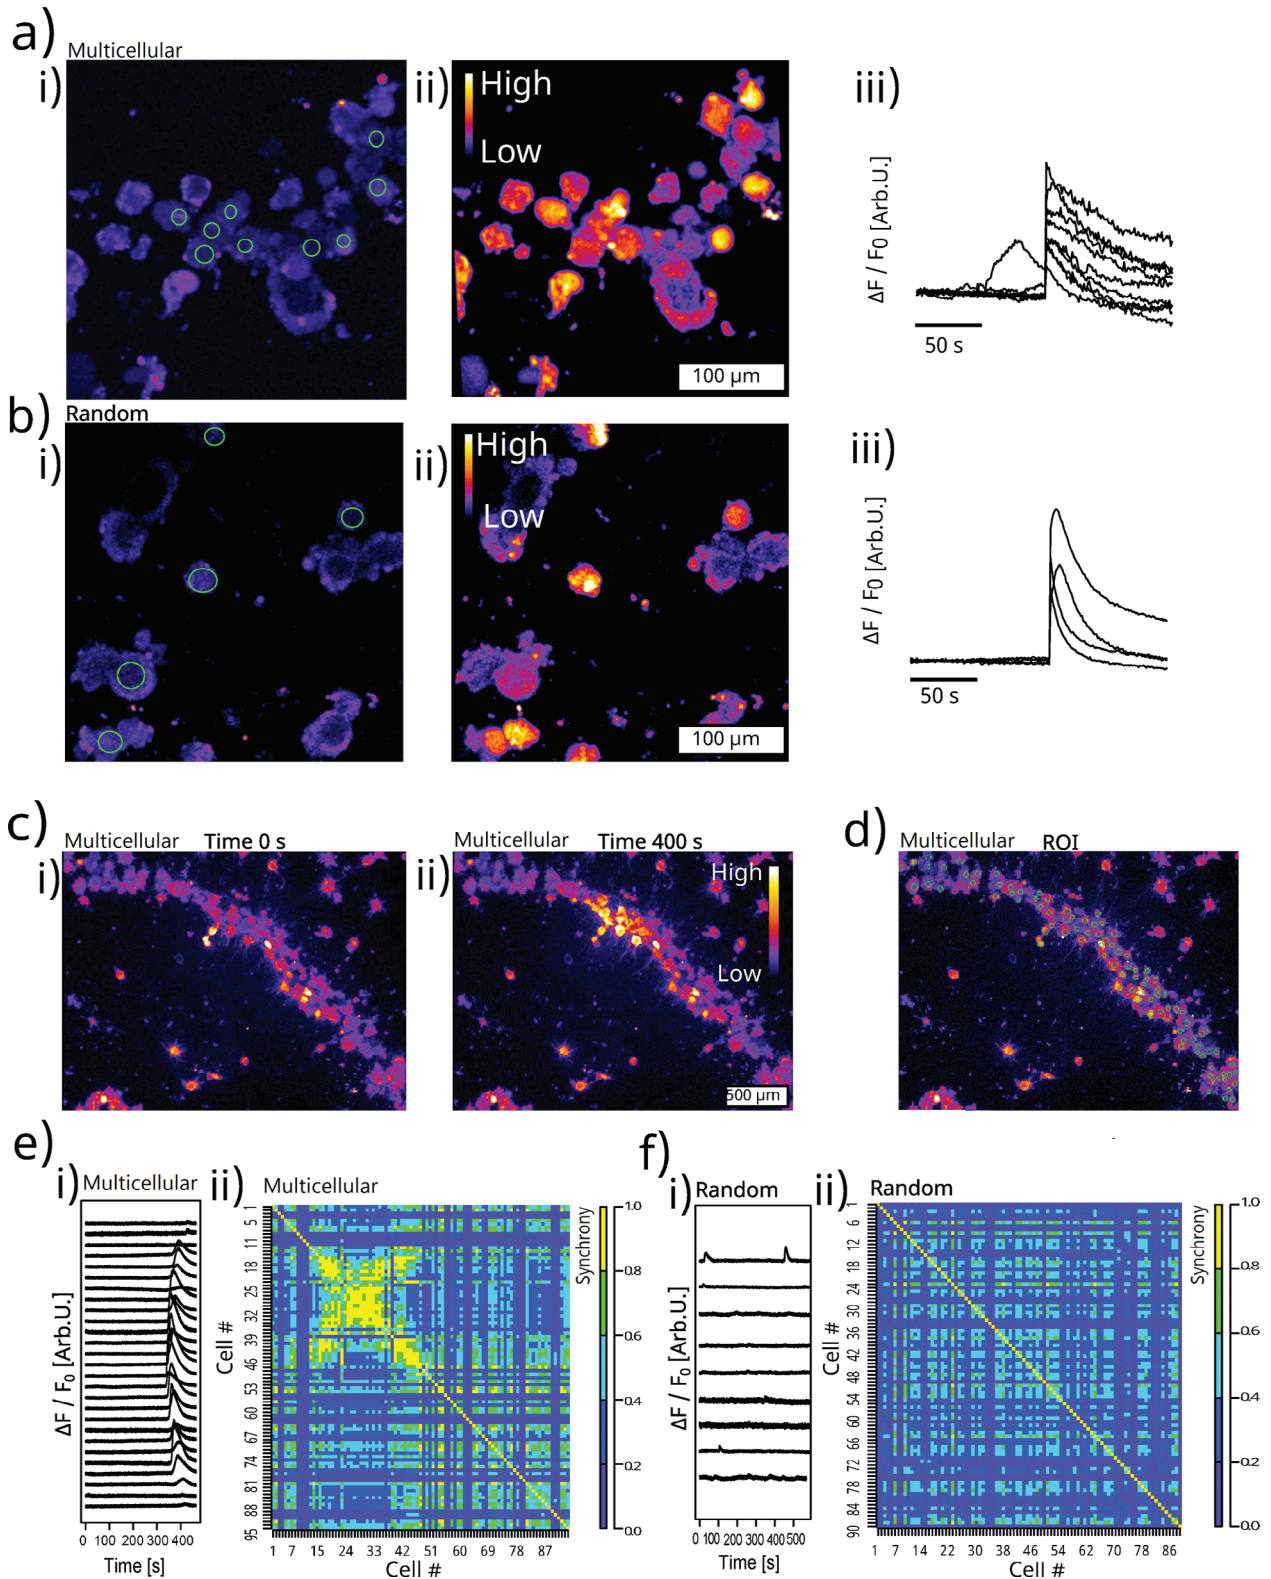 a)
Multicellular
i)
ii)
High
Low
100 µm
iii)
ΔF / F0 [Arb.U.]
50 s
b)
Random
i)
ii)
High
Low
100 µm
iii)
ΔF / F0 [Arb.U.]
50 s
c)
Multicellular Time 0 s
i)
Multicellular Time 400 s
ii)
High
Low
500 µm
d)
Multicellular ROI
e)
i) Multicellular
ΔF / F0 [Arb.U.]
0 100 200 300 400
Time [s]
ii) Multicellular
Cell #
1
5
11
18
25
32
39
46
53
60
67
74
81
88
95
1 7 15 24 33 42 51 60 69 78 87
Cell #
Synchrony
1.0
0.8
0.6
0.4
0.2
0.0
f)
i) Random
ΔF / F0 [Arb.U.]
0 100 200 300 400 500
Time [s]
ii) Random
Cell #
1
6
12
18
24
30
36
42
48
54
60
66
72
78
84
90
1 7 14 22 30 38 46 54 62 70 78 86
Cell #
Synchrony
1.0
0.8
0.6
0.4
0.2
0.0